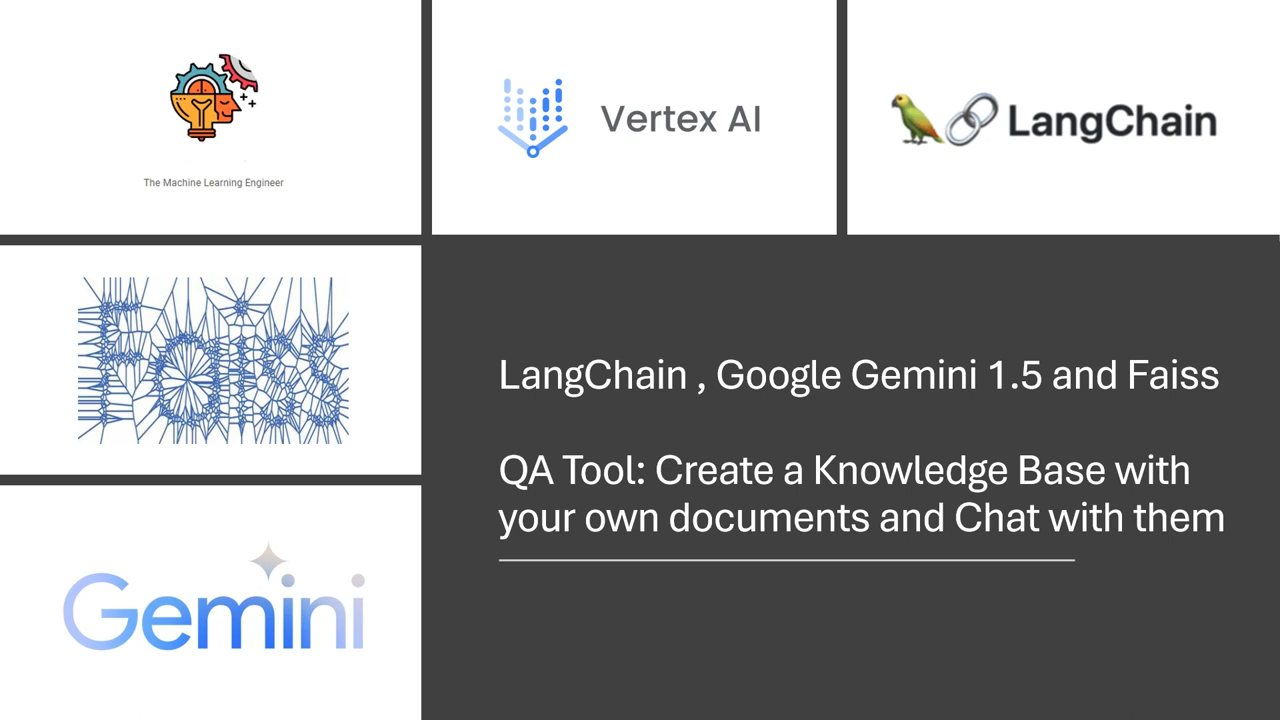 The Machine Learning Engineer
Vertex AI
LangChain
Faiss
LangChain , Google Gemini 1.5 and Faiss
QA Tool: Create a Knowledge Base with
your own documents and Chat with them
Gemini